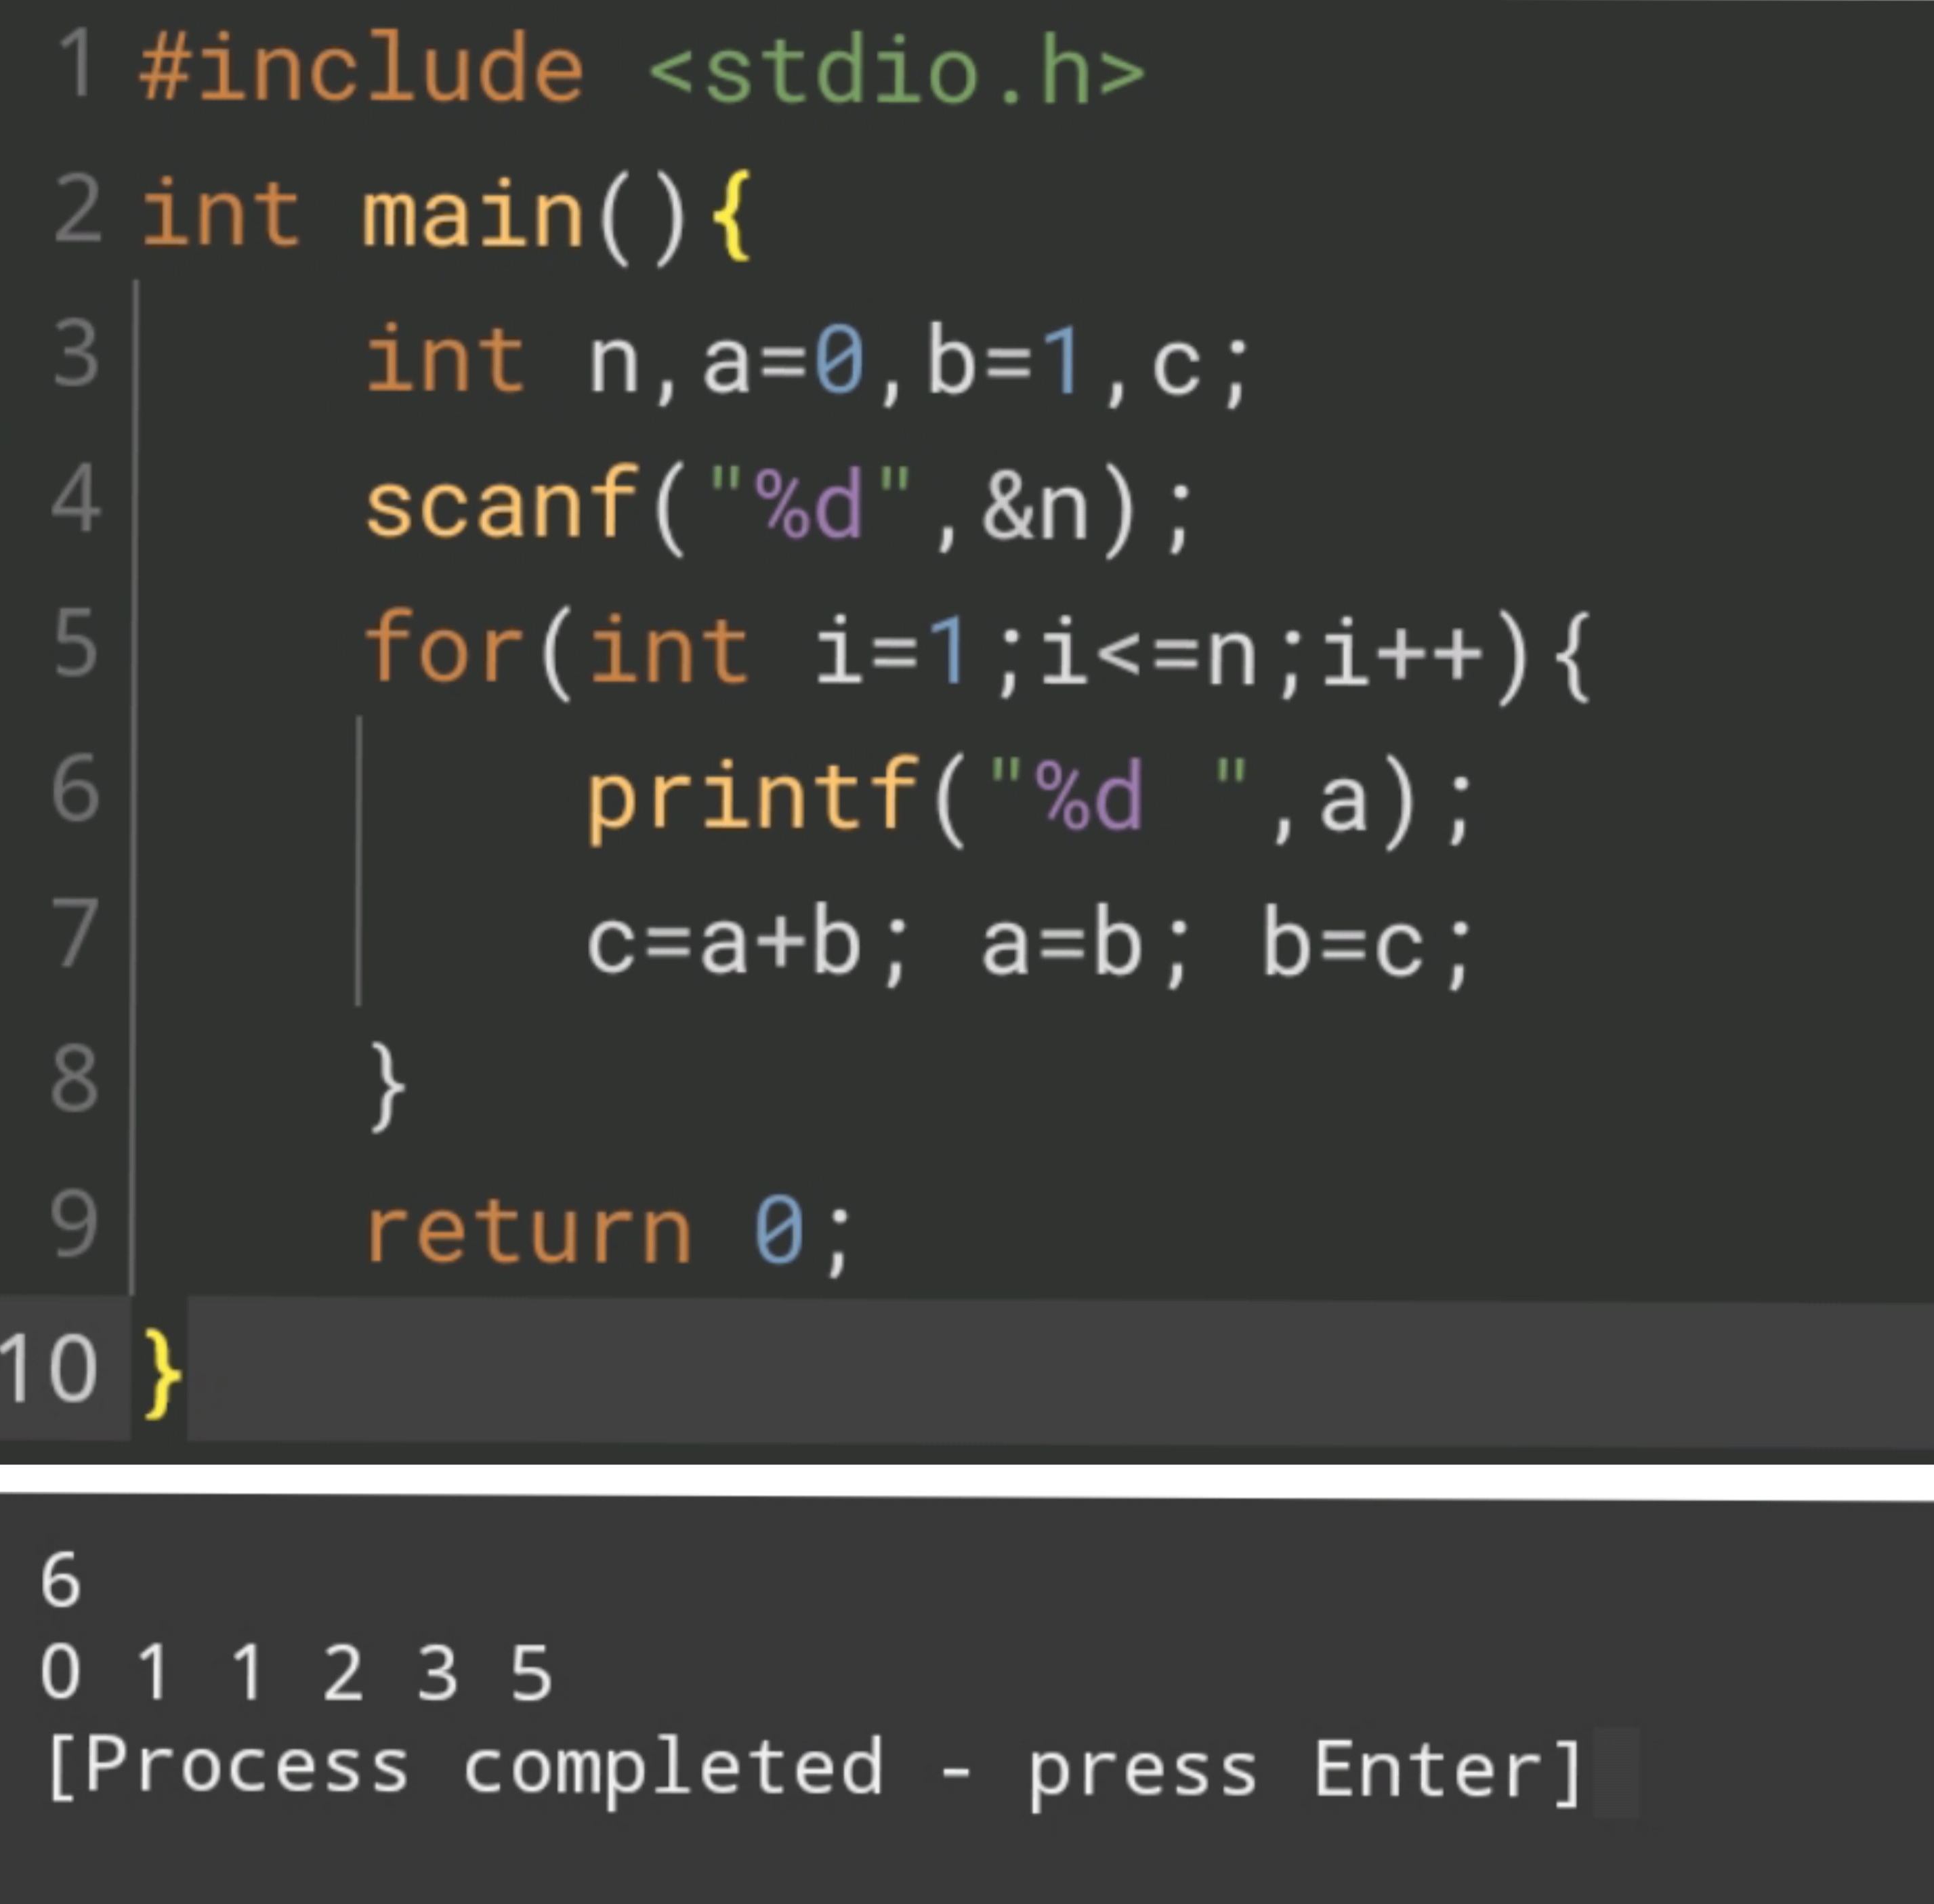 1 #include <stdio.h>
2 int main(){
3 int n,a=0,b=1,c;
4 scanf("%d",&n);
5 for(int i=1;i<=n;i++){
6 printf("%d ",a);
7 c=a+b; a=b; b=c;
8 }
9 return 0;
10 }
6
0 1 1 2 3 5
[Process completed - press Enter]